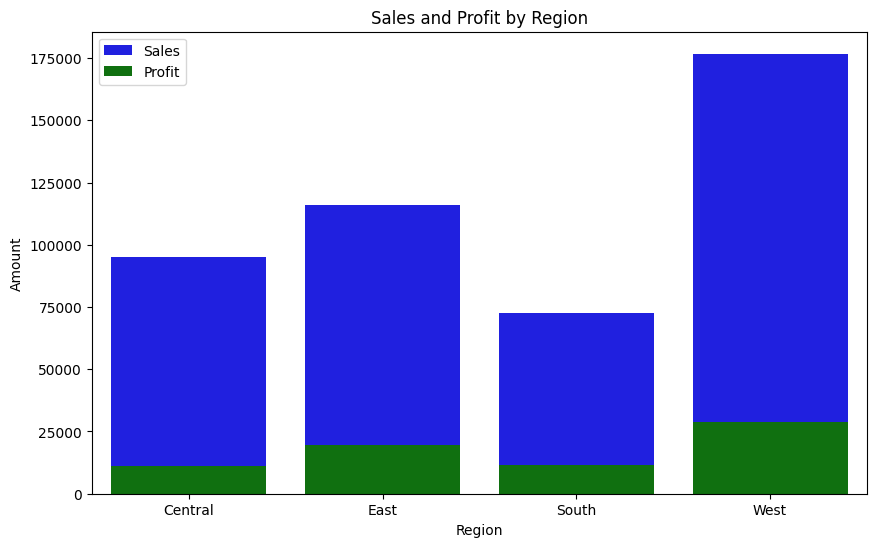 Sales and Profit by Region
Sales
Profit
175000
150000
125000
100000
75000
50000
25000
0
Amount
Central
East
South
West
Region